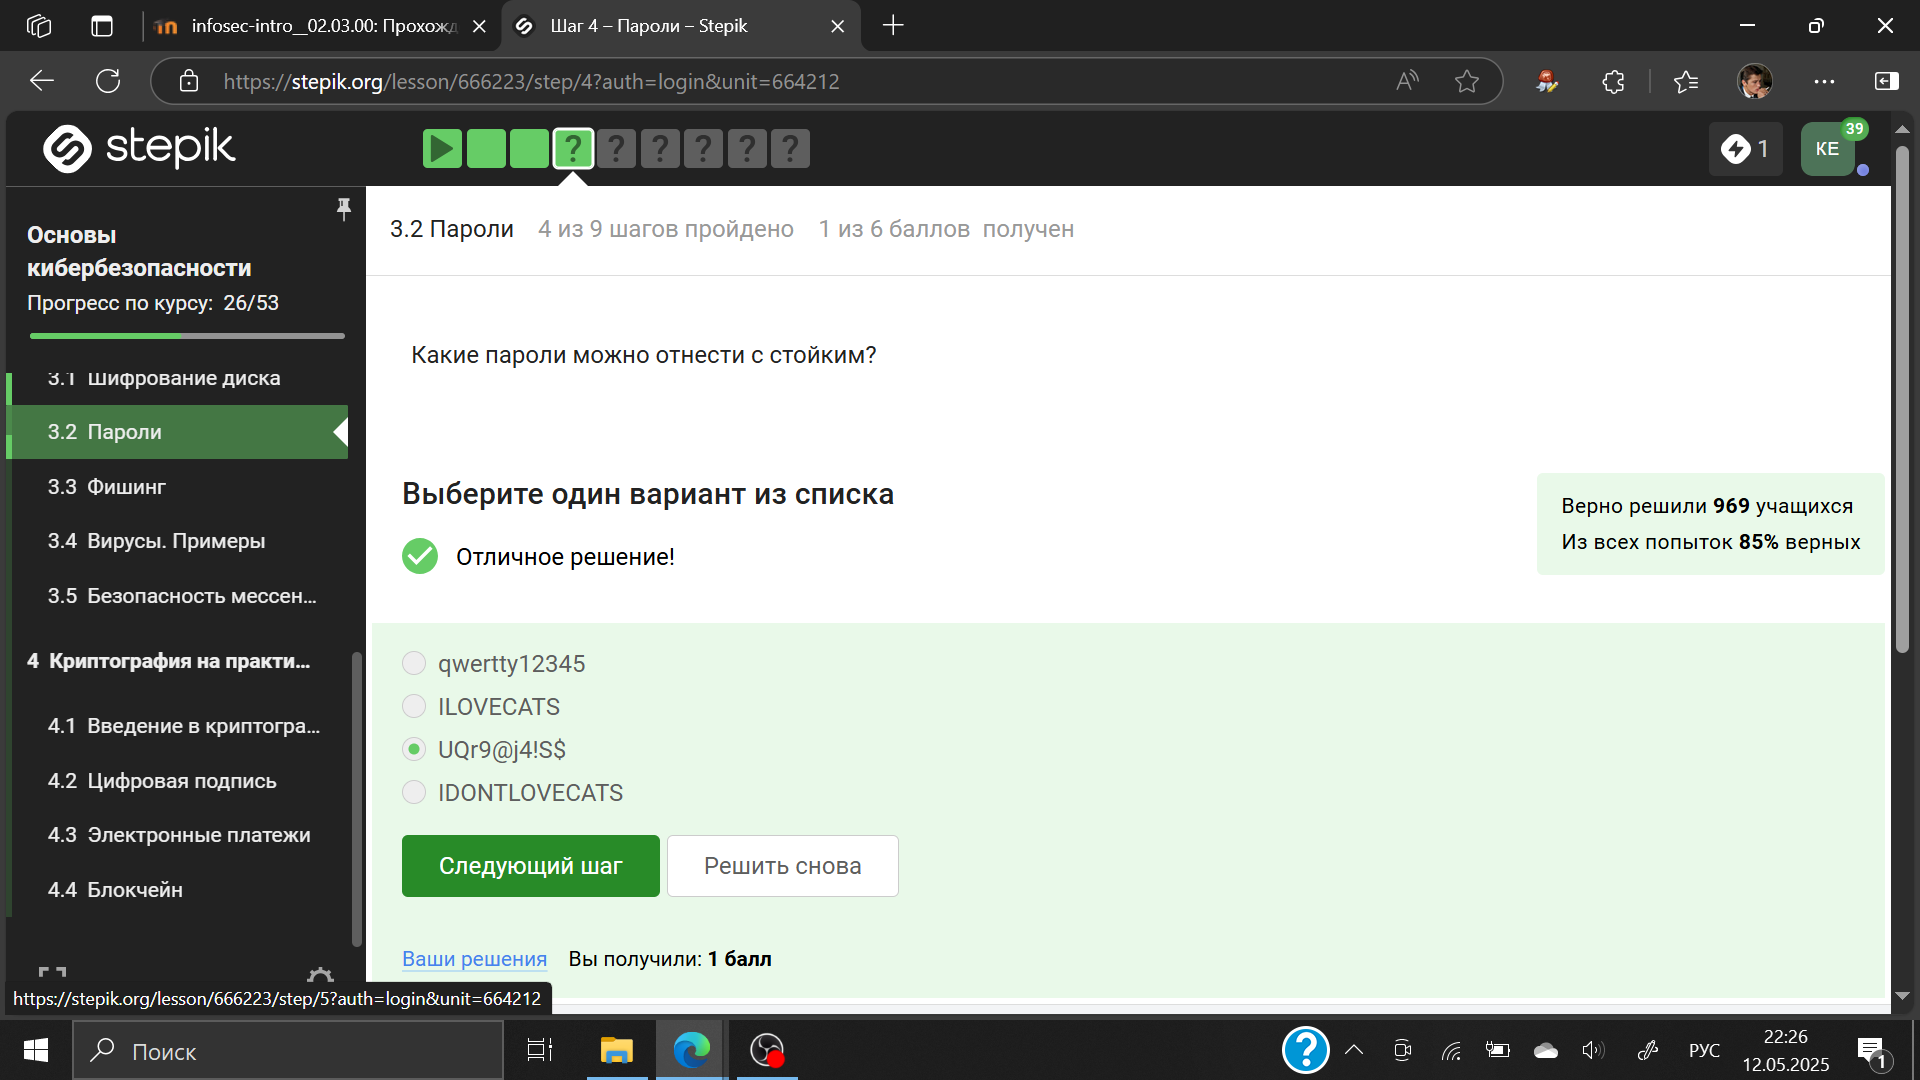 infosec-intro__02.03.00: Прохожд
Шаг 4 – Пароли – Stepik
https://stepik.org/lesson/666223/step/4?auth=login&unit=664212
stepik
? ? ? ? ? ?
1
KE
39
Основы
кибербезопасности
Прогресс по курсу: 26/53
3.1 Шифрование диска
3.2 Пароли
3.3 Фишинг
3.4 Вирусы. Примеры
3.5 Безопасность мессен...
4 Криптография на практи...
4.1 Введение в криптогра...
4.2 Цифровая подпись
4.3 Электронные платежи
4.4 Блокчейн
3.2 Пароли 4 из 9 шагов пройдено 1 из 6 баллов получен
Какие пароли можно отнести с стойким?
Выберите один вариант из списка
Отличное решение!
Верно решили 969 учащихся
Из всех попыток 85% верных
qwertty12345
ILOVECATS
UQr9@j4!S$
IDONTLOVECATS
Следующий шаг
Решить снова
Ваши решения Вы получили: 1 балл
https://stepik.org/lesson/666223/step/5?auth=login&unit=664212
Поиск
?
РУС
22:26
12.05.2025
1